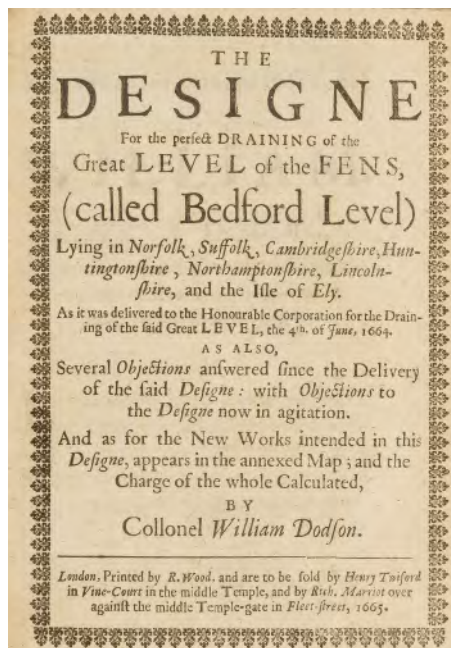 THE
DESIGNE
For the perfect DRAINING of the
Great LEVEL of the FENS,
(called Bedford Level)
Lying in Norfolk, Suffolk, Cambridgeſhire, Hun-
tingtonſhire, Northamptonſhire, Lincoln-
ſhire, and the Iſle of Ely.
As it was delivered to the Honourable Corporation for the Drain-
ing of the ſaid Great LEVEL, the 4th. of June, 1664.
AS ALSO,
Several Objections anſwered ſince the Delivery
of the ſaid Deſigne: with Objections to
the Deſigne now in agitation.
And as for the New Works intended in this
Deſigne, appears in the annexed Map; and the
Charge of the whole Calculated,
BY
Collonel William Dodſon.
London, Printed by R. Wood. and are to be ſold by Henry Twiford
in Vine-Court in the middle Temple, and by Rich. Marriot over
againſt the middle Temple-gate in Fleet-ſtreet, 1665.